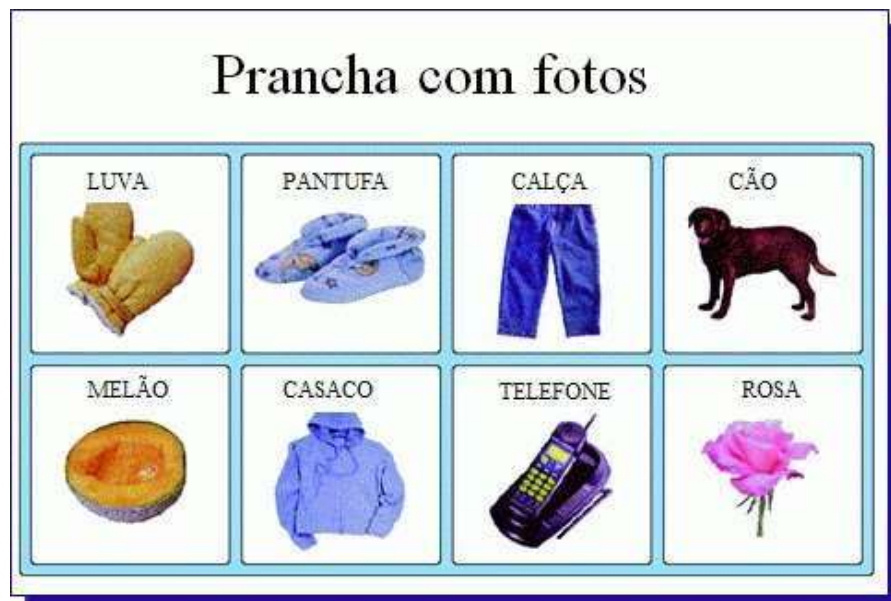 Prancha com fotos
LUVA
PANTUFA
CALÇA
CÃO
MELÃO
CASACO
TELEFONE
ROSA